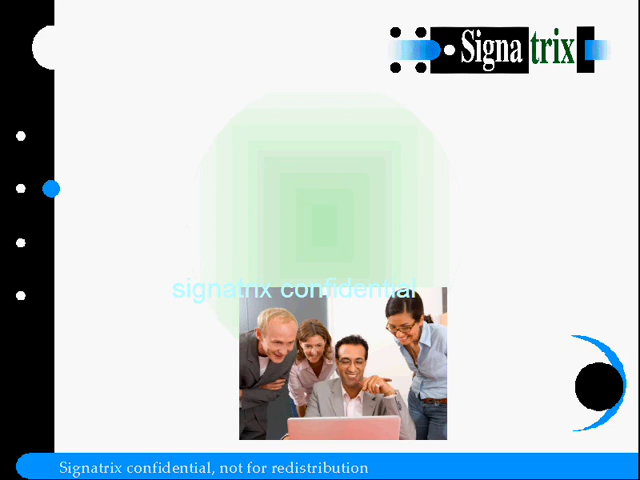 Signatrix
signatrix confidential
Signatrix confidential, not for redistribution